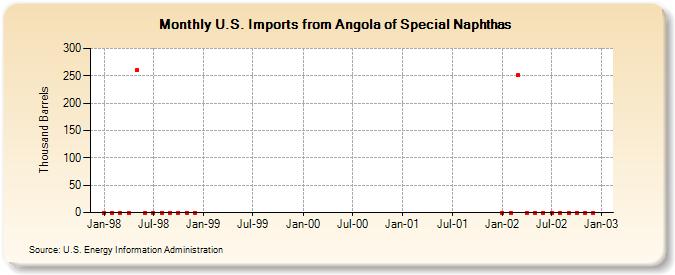 Monthly U.S. Imports from Angola of Special Naphthas
Thousand Barrels
300
250
200
150
100
50
0
Jan-98 Jul-98 Jan-99 Jul-99 Jan-00 Jul-00 Jan-01 Jul-01 Jan-02 Jul-02 Jan-03
Source: U.S. Energy Information Administration